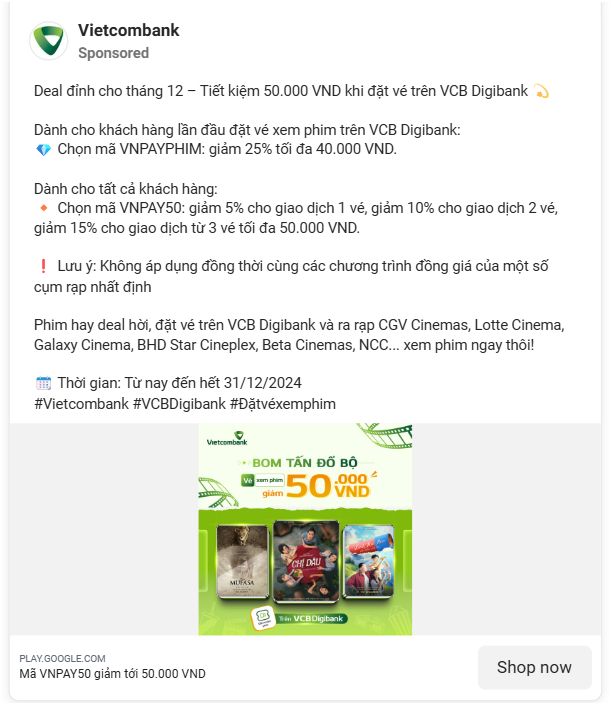 Vietcombank
Sponsored
Deal đỉnh cho tháng 12 – Tiết kiệm 50.000 VND khi đặt vé trên VCB Digibank 💫
Dành cho khách hàng lần đầu đặt vé xem phim trên VCB Digibank:
💎 Chọn mã VNPAYPHIM: giảm 25% tối đa 40.000 VND.
Dành cho tất cả khách hàng:
🔸 Chọn mã VNPAY50: giảm 5% cho giao dịch 1 vé, giảm 10% cho giao dịch 2 vé,
giảm 15% cho giao dịch từ 3 vé tối đa 50.000 VND.
❗ Lưu ý: Không áp dụng đồng thời cùng các chương trình đồng giá của một số
cụm rạp nhất định
Phim hay deal hời, đặt vé trên VCB Digibank và ra rạp CGV Cinemas, Lotte Cinema,
Galaxy Cinema, BHD Star Cineplex, Beta Cinemas, NCC... xem phim ngay thôi!
🗓️ Thời gian: Từ nay đến hết 31/12/2024
#Vietcombank #VCBDigibank #Đặtvéxemphim
Vietcombank
BOM TẤN ĐỔ BỘ
Vé xem phim
giảm 50.000 VND
MUFASA
CHỊ DÂU
Trên VCBDigibank
PLAY.GOOGLE.COM
Mã VNPAY50 giảm tới 50.000 VND
Shop now